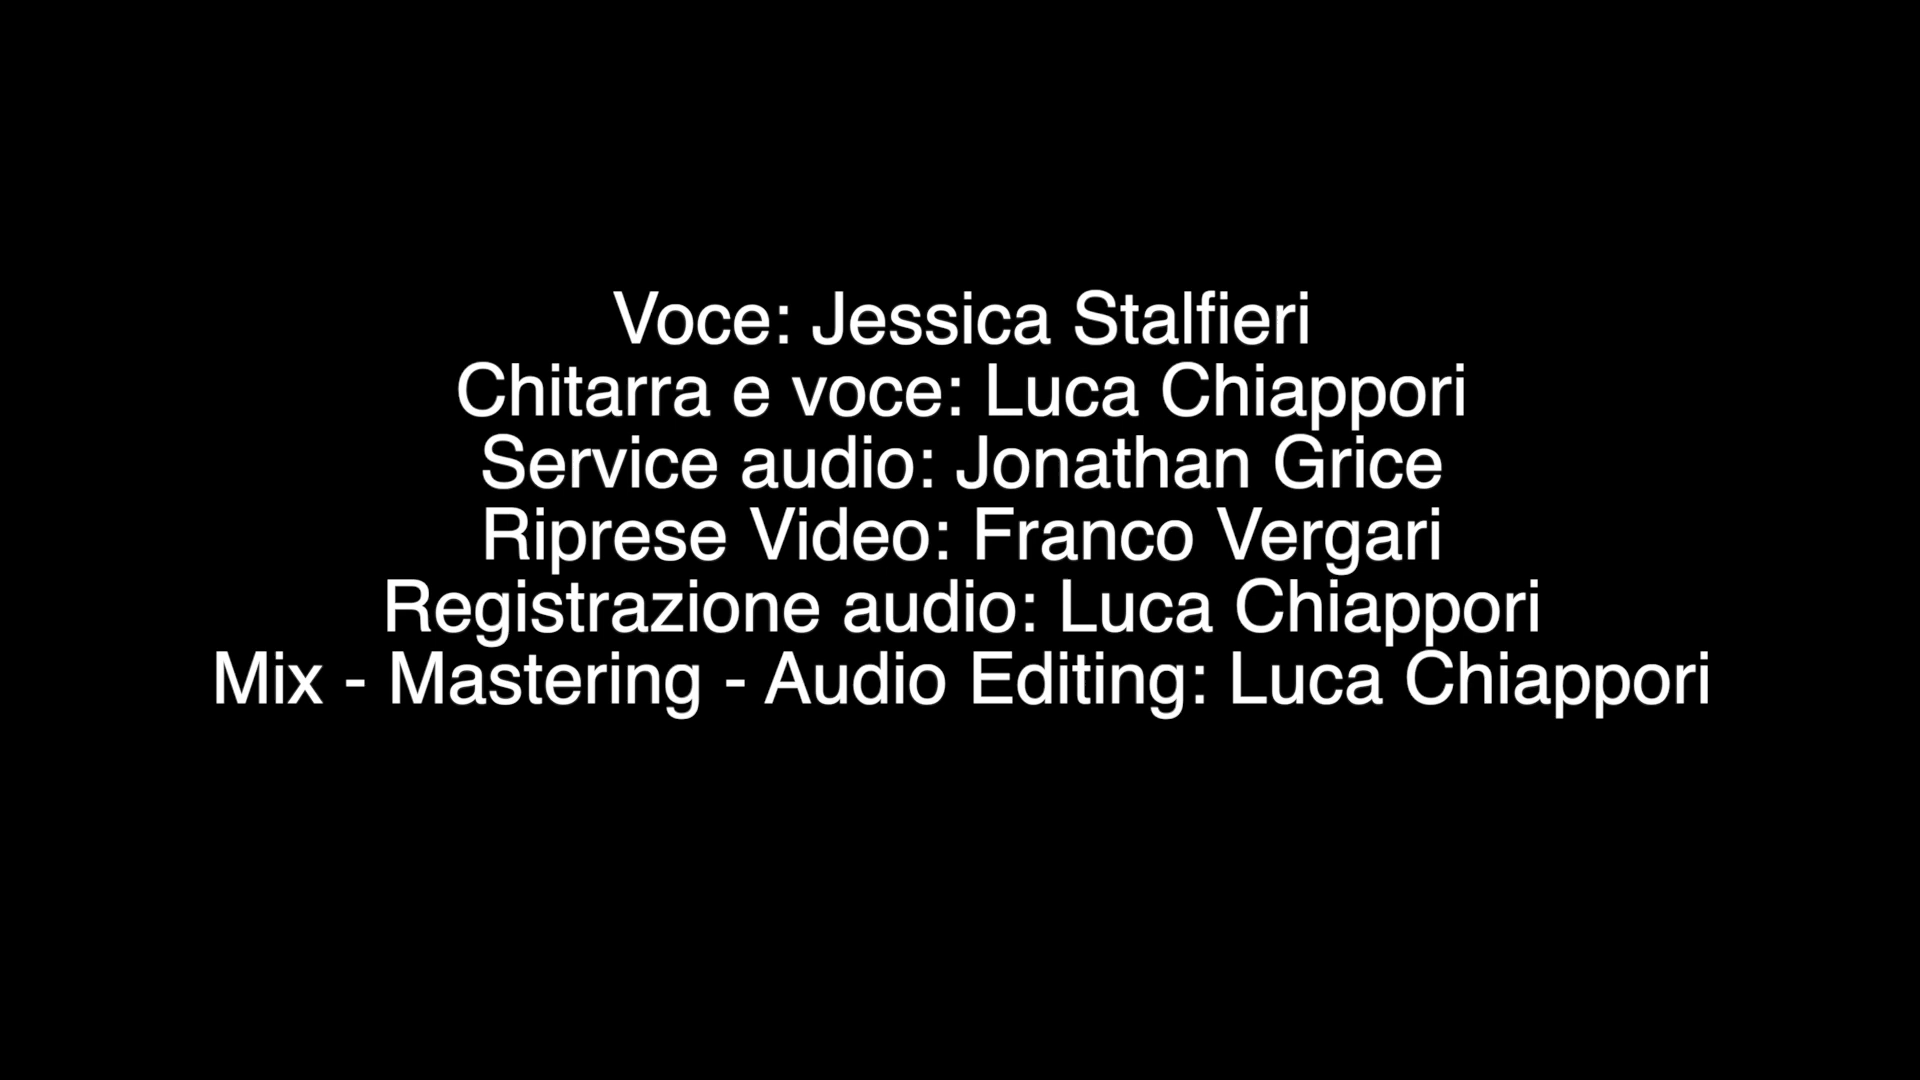 Voce: Jessica Stalfieri
Chitarra e voce: Luca Chiappori
Service audio: Jonathan Grice
Riprese Video: Franco Vergari
Registrazione audio: Luca Chiappori
Mix - Mastering - Audio Editing: Luca Chiappori